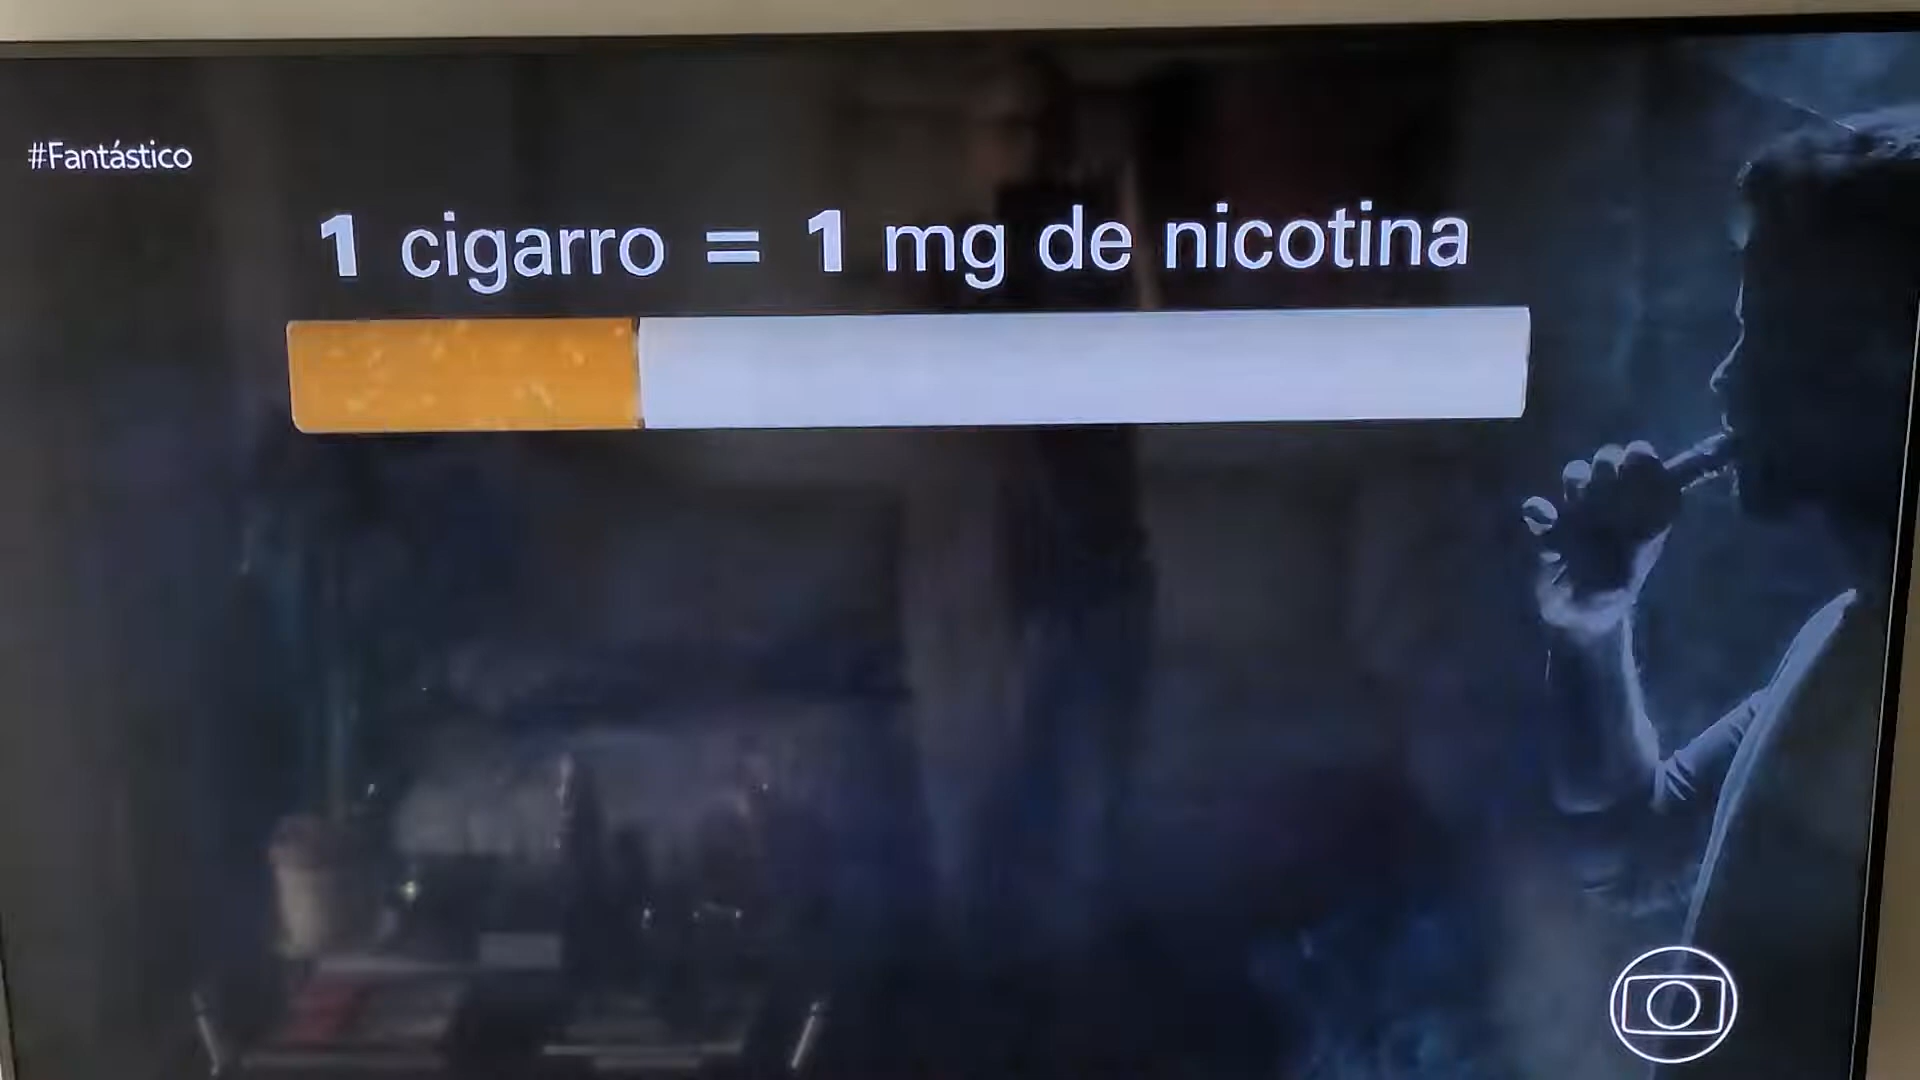 #Fantástico
1 cigarro = 1 mg de nicotina